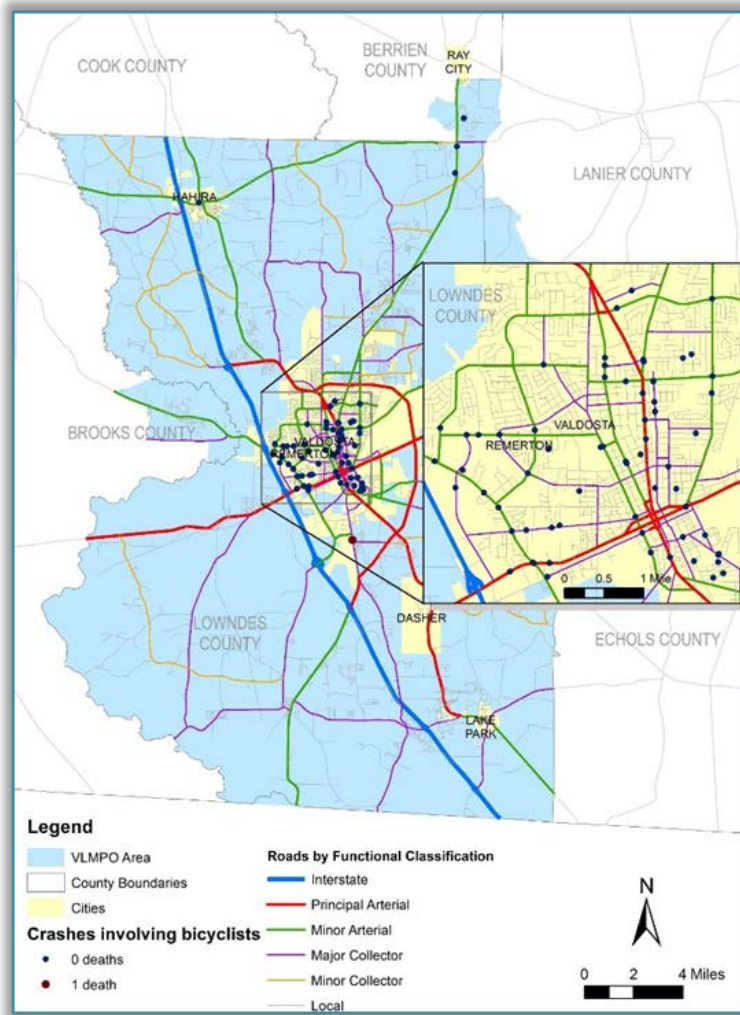 COOK COUNTY
BERRIEN
COUNTY
RAY
CITY
LANIER COUNTY
HAHIRA
LOWNDES
COUNTY
BROOKS COUNTY
VALDOSTA
REMERTON
VALDOSTA
REMERTON
0 0.5 1 Mile
DASHER
LOWNDES
COUNTY
ECHOLS COUNTY
LAKE
PARK
Legend
VLMPO Area
County Boundaries
Cities
Crashes involving bicyclists
0 deaths
1 death
Roads by Functional Classification
Interstate
Principal Arterial
Minor Arterial
Major Collector
Minor Collector
Local
N
0 2 4 Miles